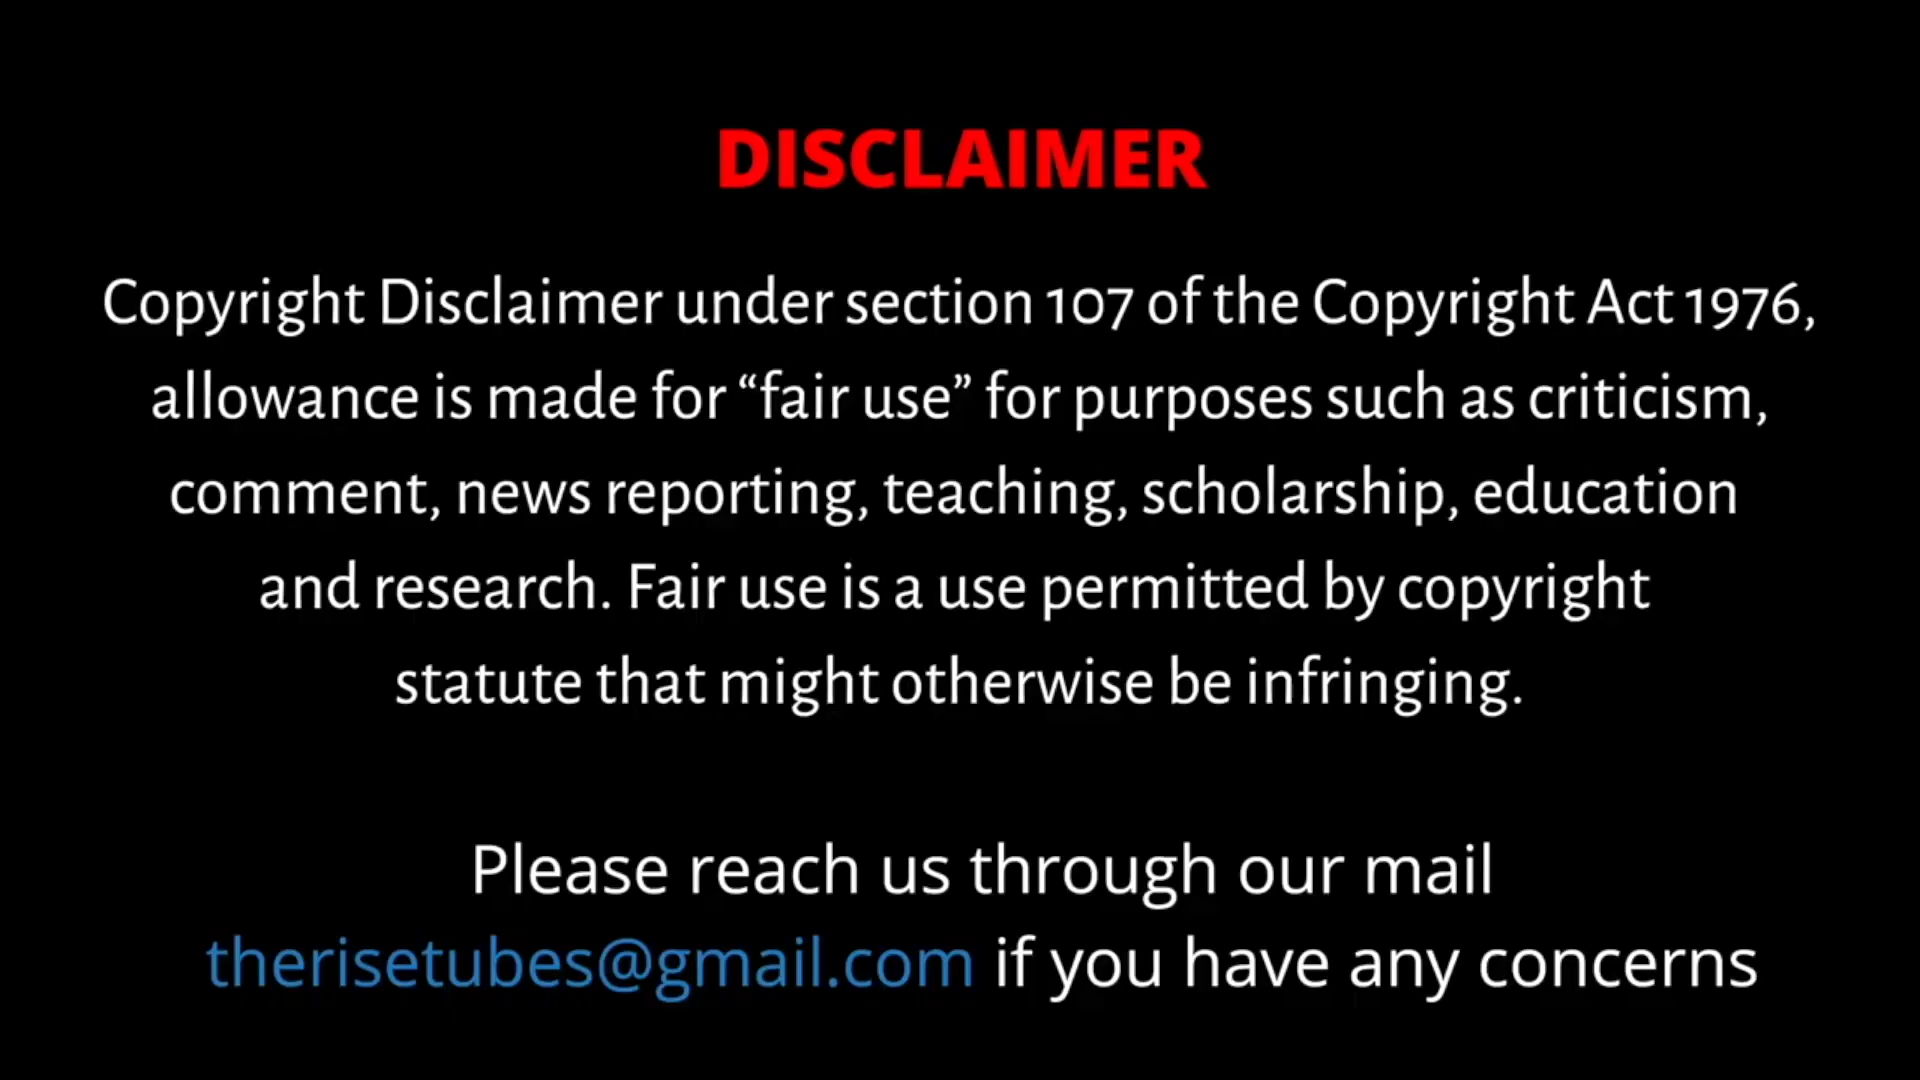 DISCLAIMER
Copyright Disclaimer under section 107 of the Copyright Act 1976,
allowance is made for “fair use” for purposes such as criticism,
comment, news reporting, teaching, scholarship, education
and research. Fair use is a use permitted by copyright
statute that might otherwise be infringing.
Please reach us through our mail
therisetubes@gmail.com if you have any concerns